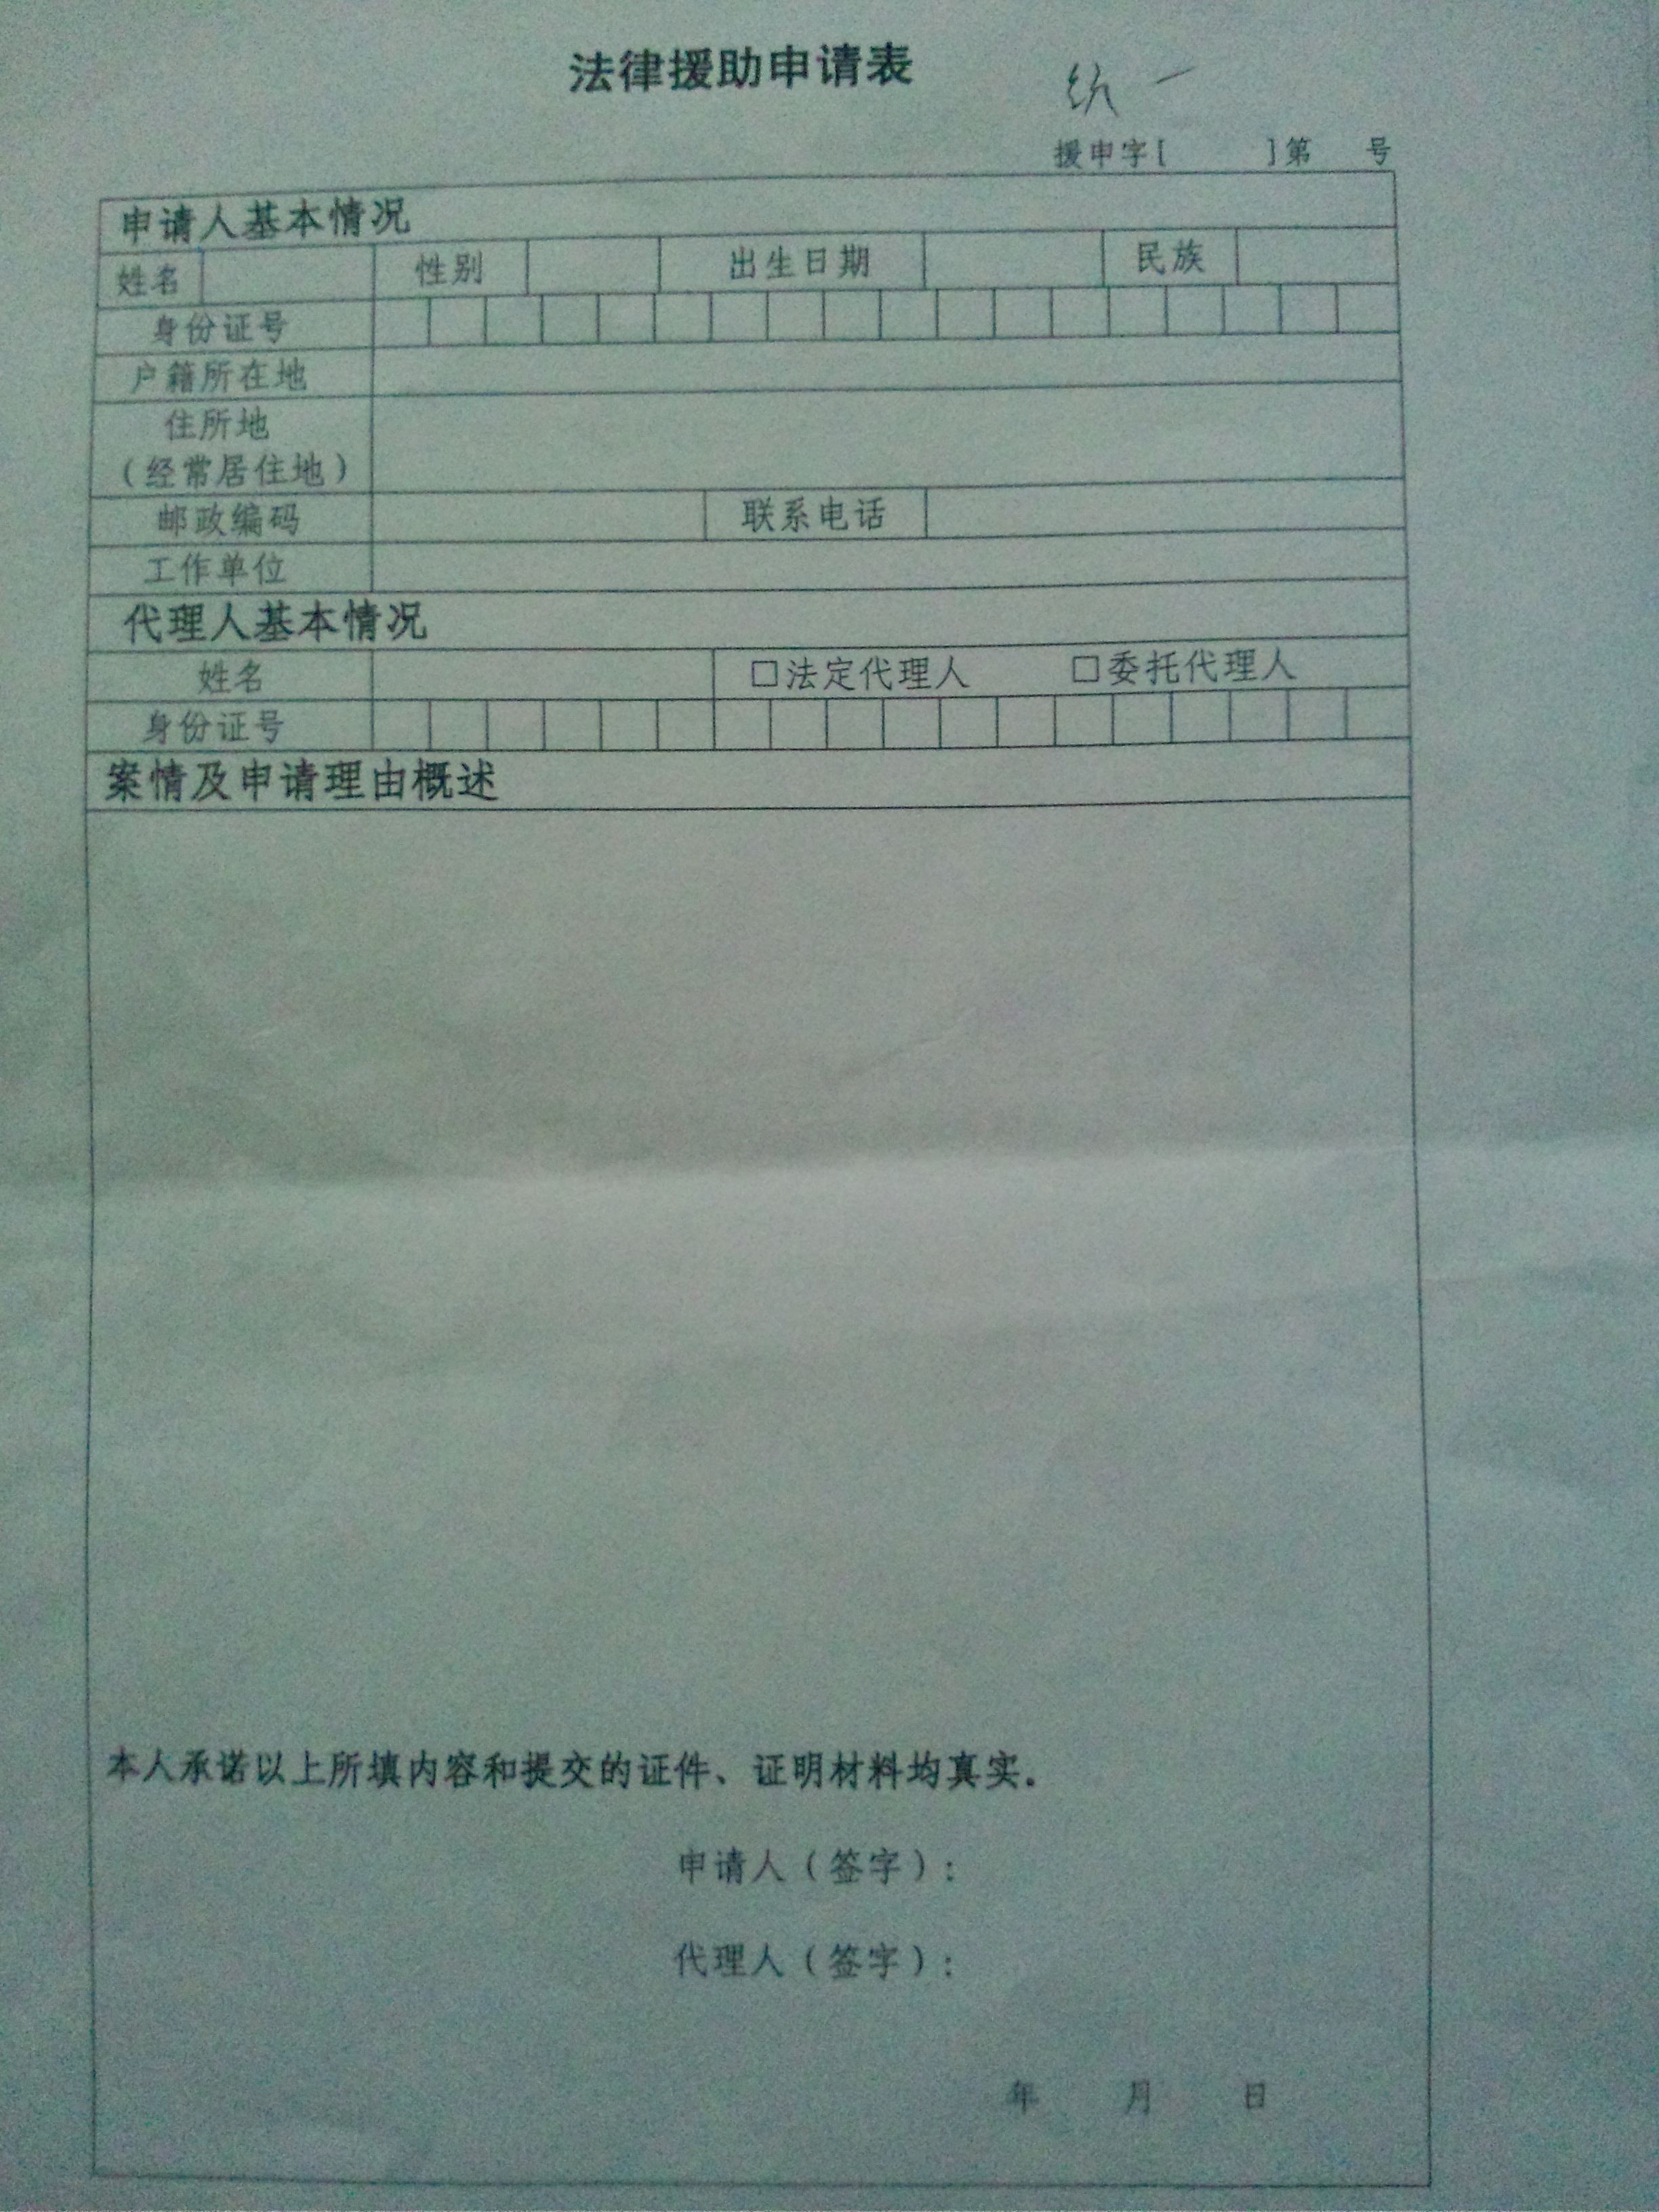 法律援助申请表
统一
援申字[ ]第 号
申请人基本情况
姓名 性别 出生日期 民族
身份证号
户籍所在地
住所地
（经常居住地）
邮政编码 联系电话
工作单位
代理人基本情况
姓名 □法定代理人 □委托代理人
身份证号
案情及申请理由概述
本人承诺以上所填内容和提交的证件、证明材料均真实。
申请人（签字）：
代理人（签字）：
年 月 日